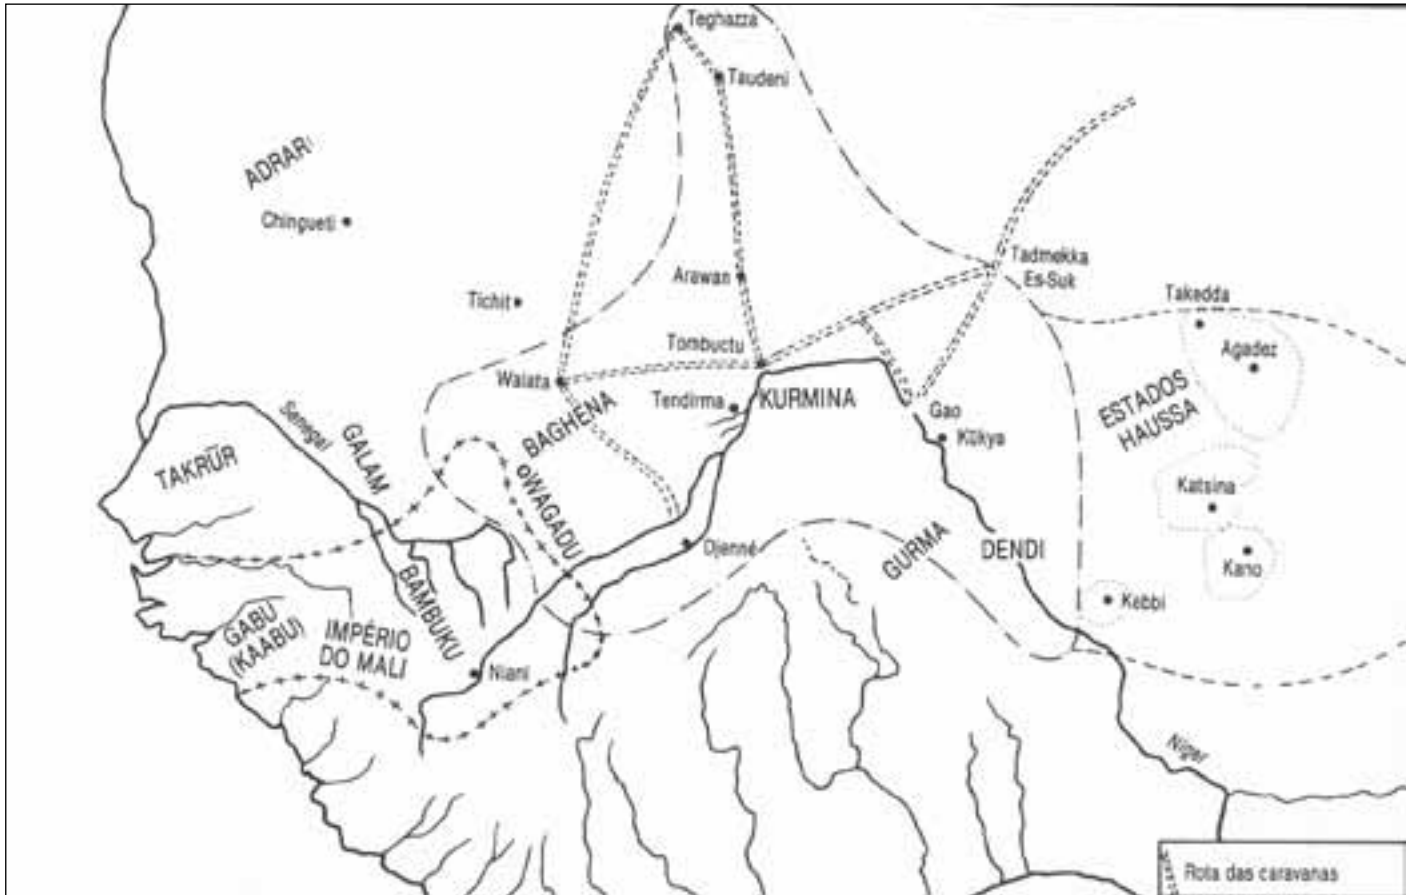 Teghazza
Taudeni
ADRAR
Chingueti
Tichit
Arawan
Tadmekka
Es-Suk
Takedda
Agadez
Tombuctu
Walata
Tendirma
KURMINA
Gao
Kūkya
ESTADOS
HAUSSA
BAGHENA
Senegal
GALAM
TAKRŪR
WAGADU
Katsina
Kano
Djenné
GURMA
DENDI
Kebbi
BAMBUKU
GABU
(KAABU)
IMPÉRIO
DO MALI
Niani
Níger
Rota das caravanas